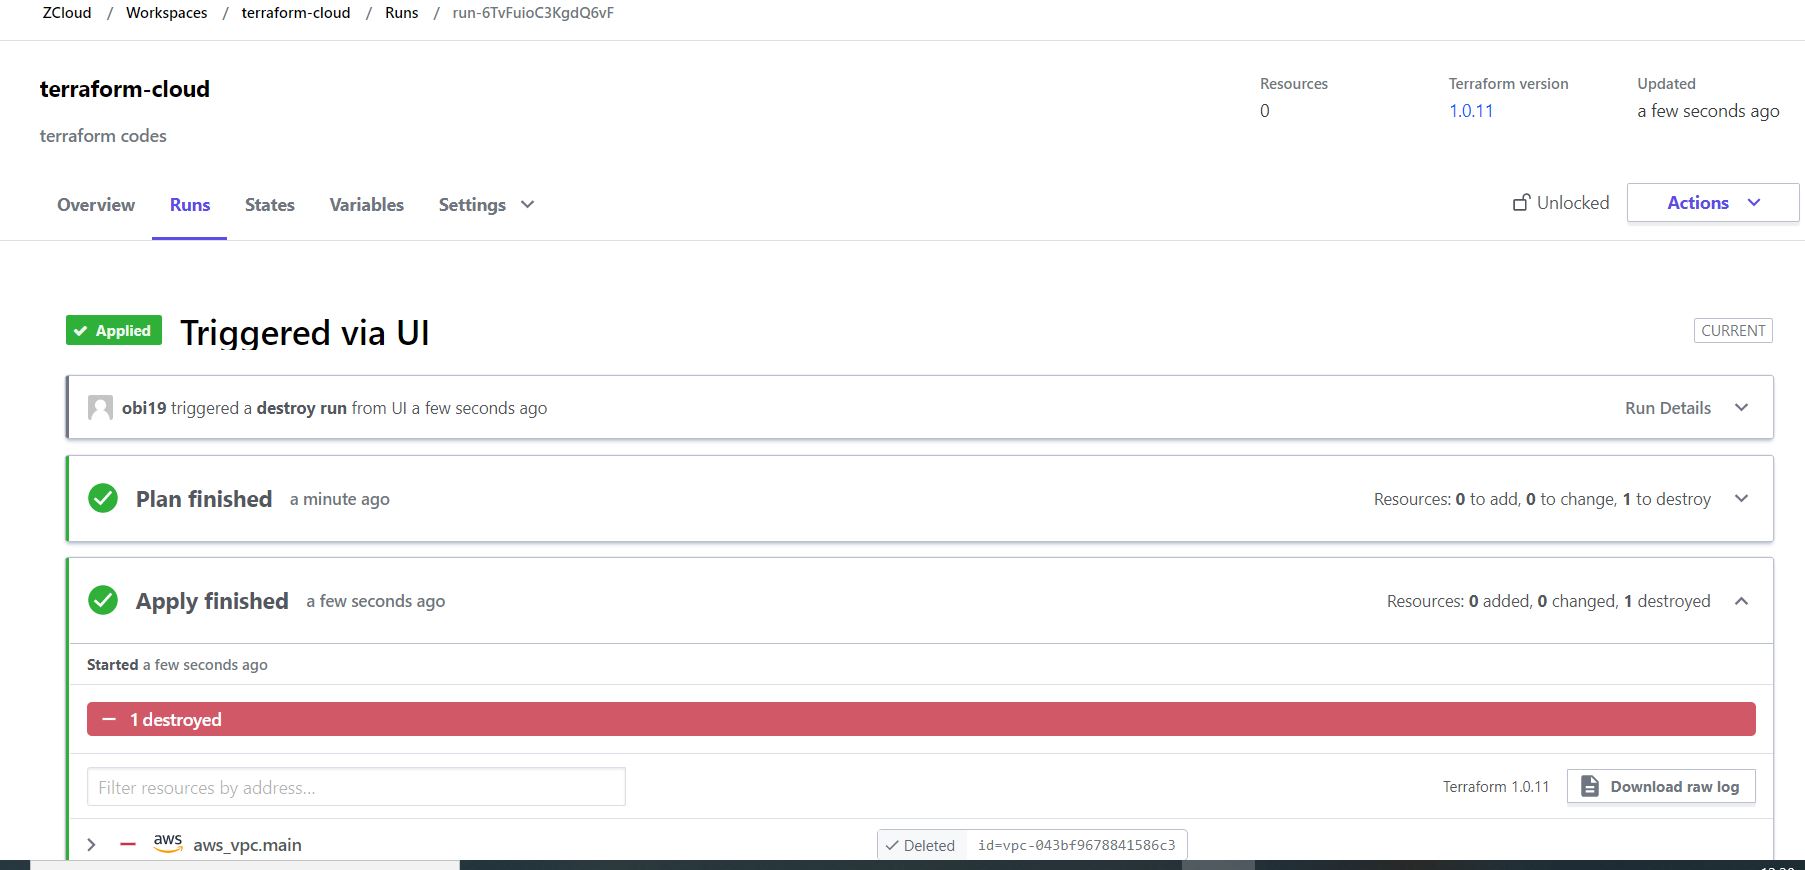 ZCloud / Workspaces / terraform-cloud / Runs / run-6TvFuioC3KgdQ6vF
terraform-cloud
terraform codes
Resources
0
Terraform version
1.0.11
Updated
a few seconds ago
Overview Runs States Variables Settings
Unlocked
Actions
Applied Triggered via UI
CURRENT
obi19 triggered a destroy run from UI a few seconds ago
Run Details
Plan finished a minute ago
Resources: 0 to add, 0 to change, 1 to destroy
Apply finished a few seconds ago
Resources: 0 added, 0 changed, 1 destroyed
Started a few seconds ago
1 destroyed
Filter resources by address...
Terraform 1.0.11
Download raw log
aws aws_vpc.main
Deleted id=vpc-043bf9678841586c3